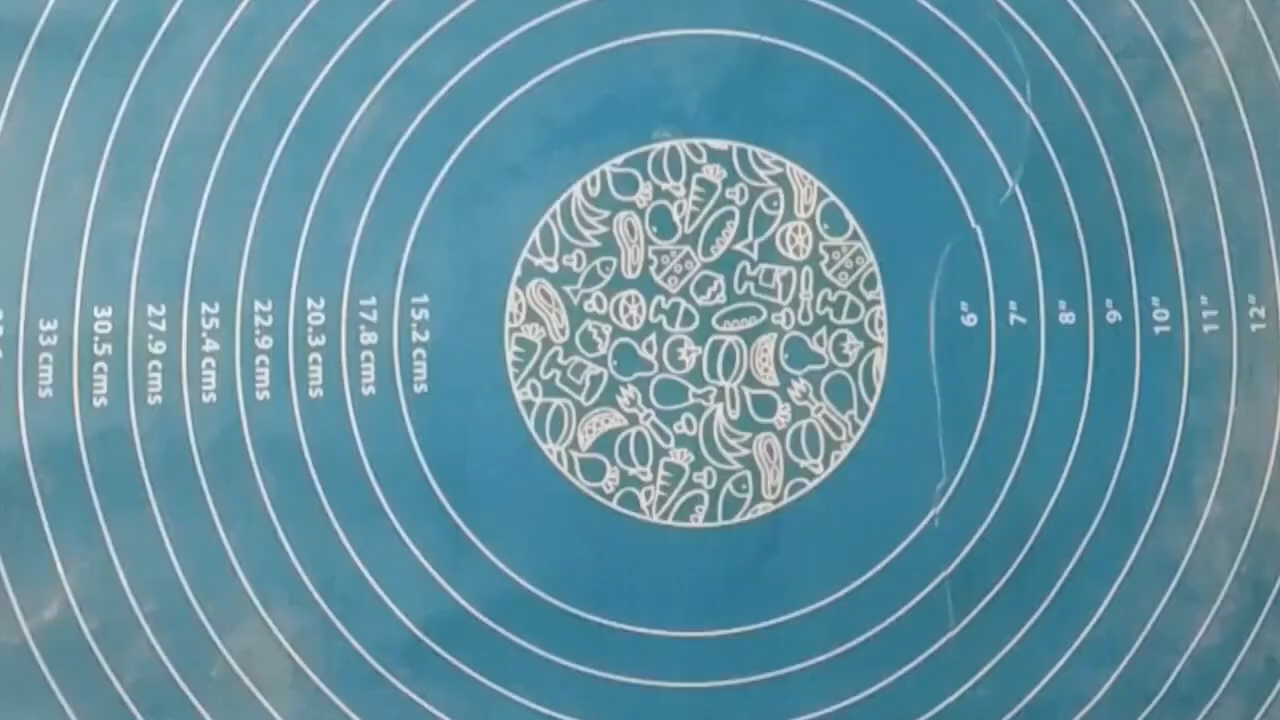 33 cms
30.5 cms
27.9 cms
25.4 cms
22.9 cms
20.3 cms
17.8 cms
15.2 cms
6"
7"
8"
9"
10"
11"
12"